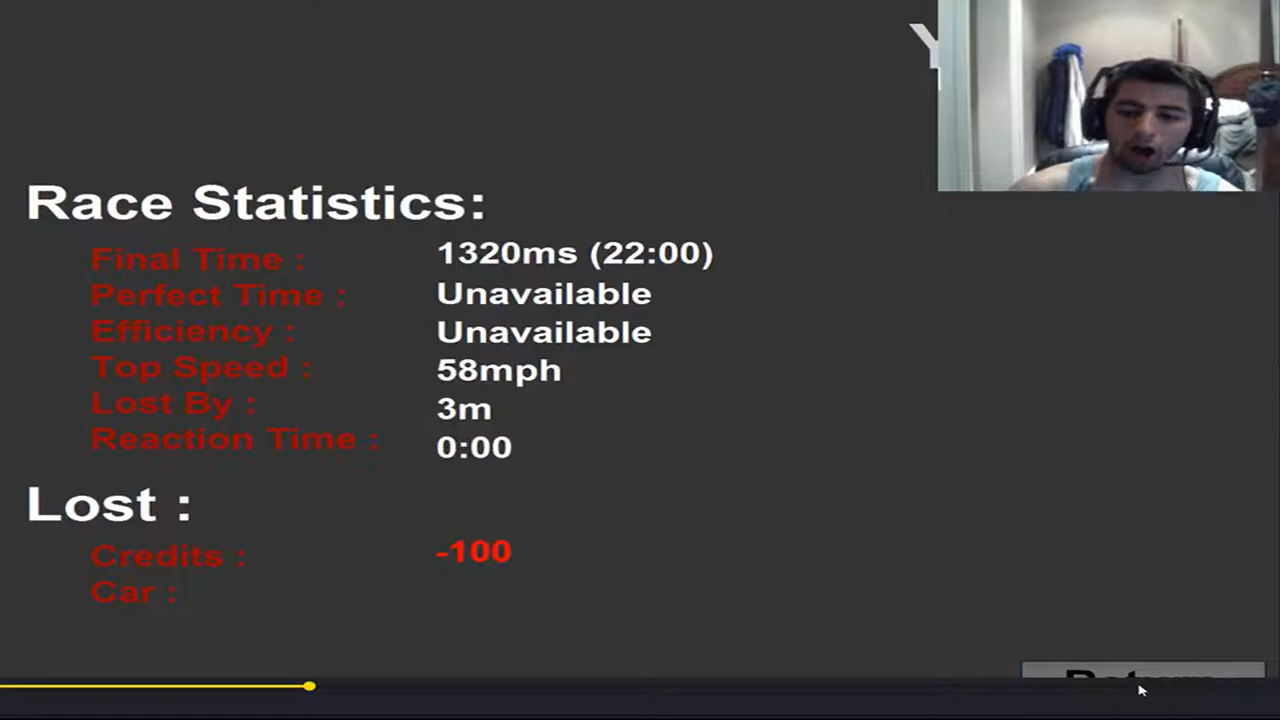 Y
Race Statistics:
Final Time : 1320ms (22:00)
Perfect Time : Unavailable
Efficiency : Unavailable
Top Speed : 58mph
Lost By : 3m
Reaction Time : 0:00
Lost :
Credits : -100
Car :
Return